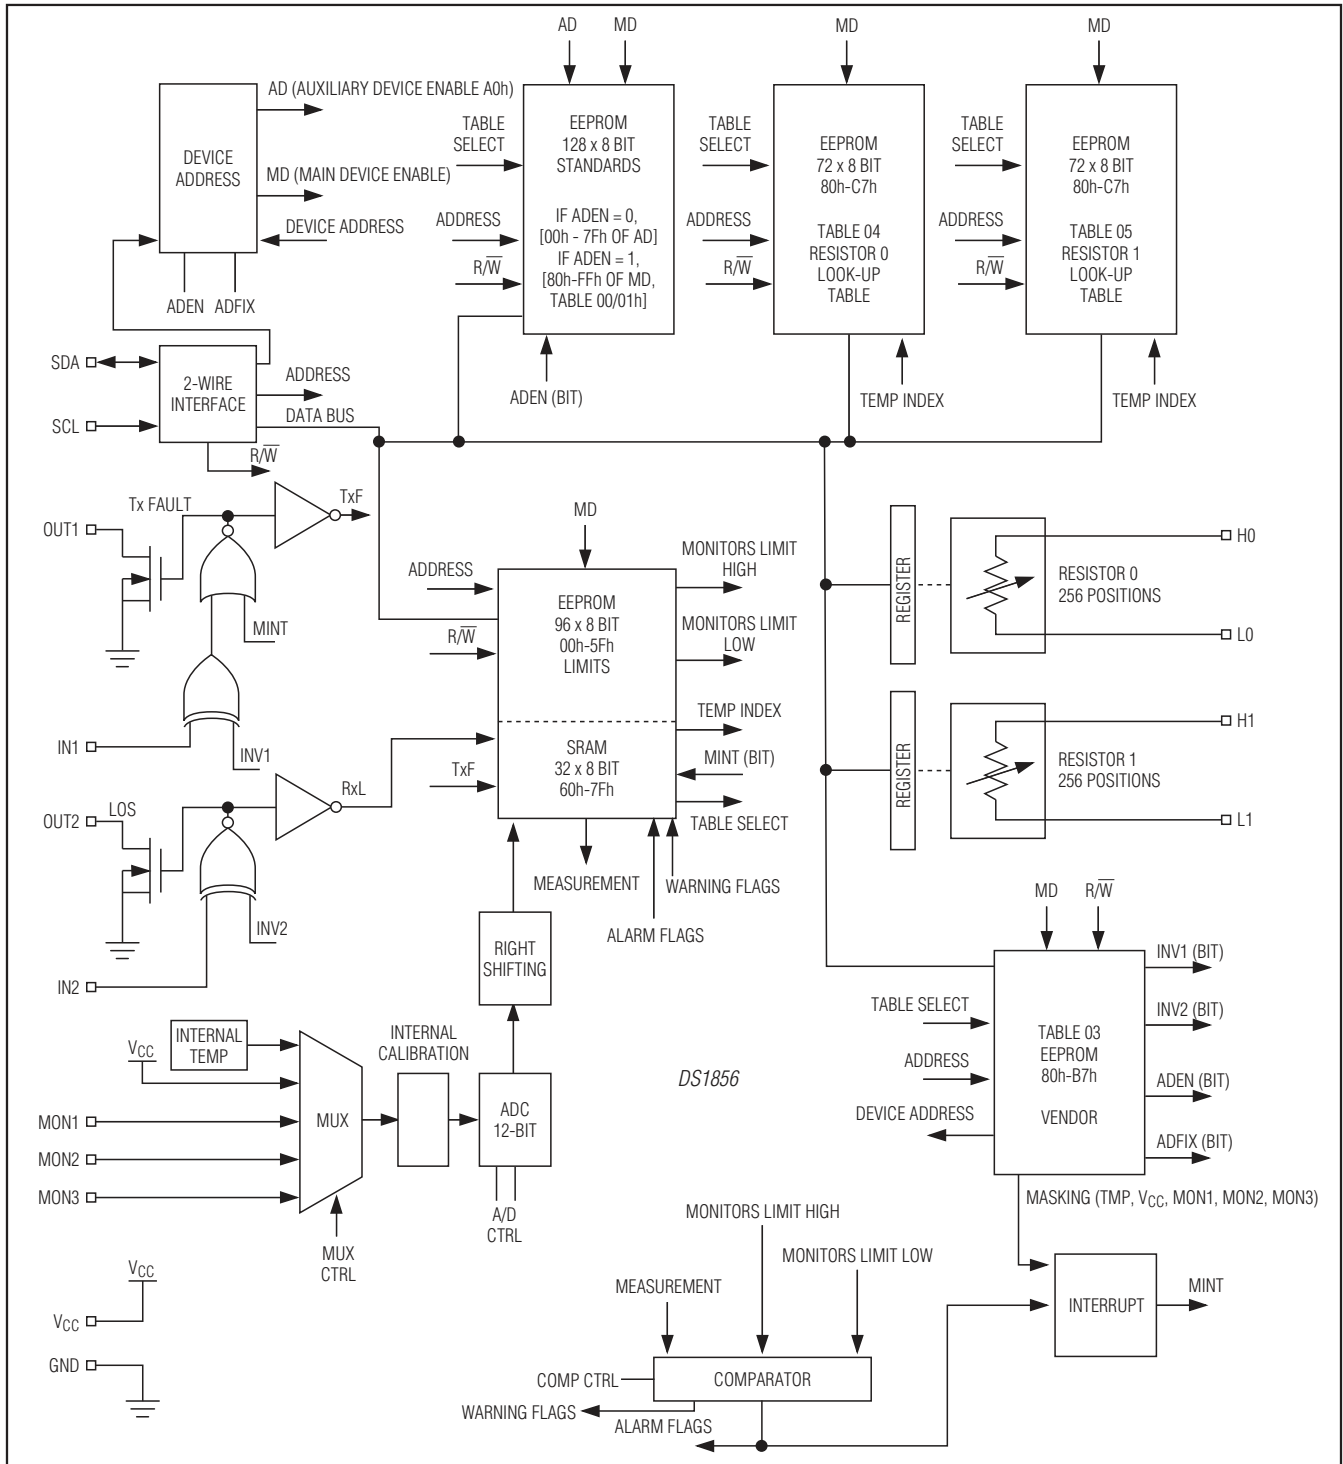 AD
MD
MD
MD
AD (AUXILIARY DEVICE ENABLE A0h)
DEVICE
ADDRESS
MD (MAIN DEVICE ENABLE)
DEVICE ADDRESS
ADEN
ADFIX
TABLE
SELECT
ADDRESS
R/W̅
EEPROM
128 x 8 BIT
STANDARDS
IF ADEN = 0,
[00h - 7Fh OF AD]
IF ADEN = 1,
[80h-FFh OF MD,
TABLE 00/01h]
ADEN (BIT)
TABLE
SELECT
ADDRESS
R/W̅
EEPROM
72 x 8 BIT
80h-C7h
TABLE 04
RESISTOR 0
LOOK-UP
TABLE
TEMP INDEX
TABLE
SELECT
ADDRESS
R/W̅
EEPROM
72 x 8 BIT
80h-C7h
TABLE 05
RESISTOR 1
LOOK-UP
TABLE
TEMP INDEX
SDA
SCL
2-WIRE
INTERFACE
ADDRESS
DATA BUS
R/W̅
Tx FAULT
TxF
OUT1
MINT
IN1
INV1
RxL
LOS
OUT2
INV2
IN2
MD
ADDRESS
R/W̅
TxF
EEPROM
96 x 8 BIT
00h-5Fh
LIMITS
SRAM
32 x 8 BIT
60h-7Fh
MONITORS LIMIT
HIGH
MONITORS LIMIT
LOW
TEMP INDEX
MINT (BIT)
TABLE SELECT
MEASUREMENT
WARNING FLAGS
ALARM FLAGS
REGISTER
RESISTOR 0
256 POSITIONS
H0
L0
REGISTER
RESISTOR 1
256 POSITIONS
H1
L1
RIGHT
SHIFTING
INTERNAL
TEMP
VCC
MON1
MON2
MON3
MUX
MUX
CTRL
INTERNAL
CALIBRATION
ADC
12-BIT
A/D
CTRL
DS1856
MD
R/W̅
TABLE SELECT
ADDRESS
DEVICE ADDRESS
TABLE 03
EEPROM
80h-B7h
VENDOR
INV1 (BIT)
INV2 (BIT)
ADEN (BIT)
ADFIX (BIT)
MASKING (TMP, VCC, MON1, MON2, MON3)
INTERRUPT
MINT
VCC
VCC
GND
MONITORS LIMIT HIGH
MONITORS LIMIT LOW
MEASUREMENT
COMP CTRL
COMPARATOR
WARNING FLAGS
ALARM FLAGS